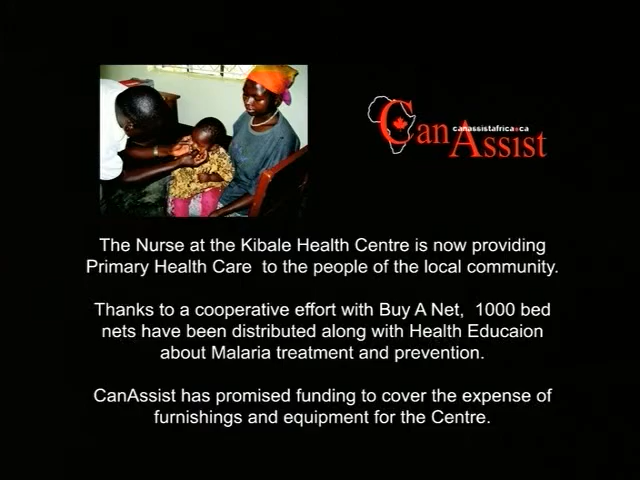 CanAssist
canassistafrica.ca
The Nurse at the Kibale Health Centre is now providing
Primary Health Care to the people of the local community.
Thanks to a cooperative effort with Buy A Net, 1000 bed
nets have been distributed along with Health Educaion
about Malaria treatment and prevention.
CanAssist has promised funding to cover the expense of
furnishings and equipment for the Centre.